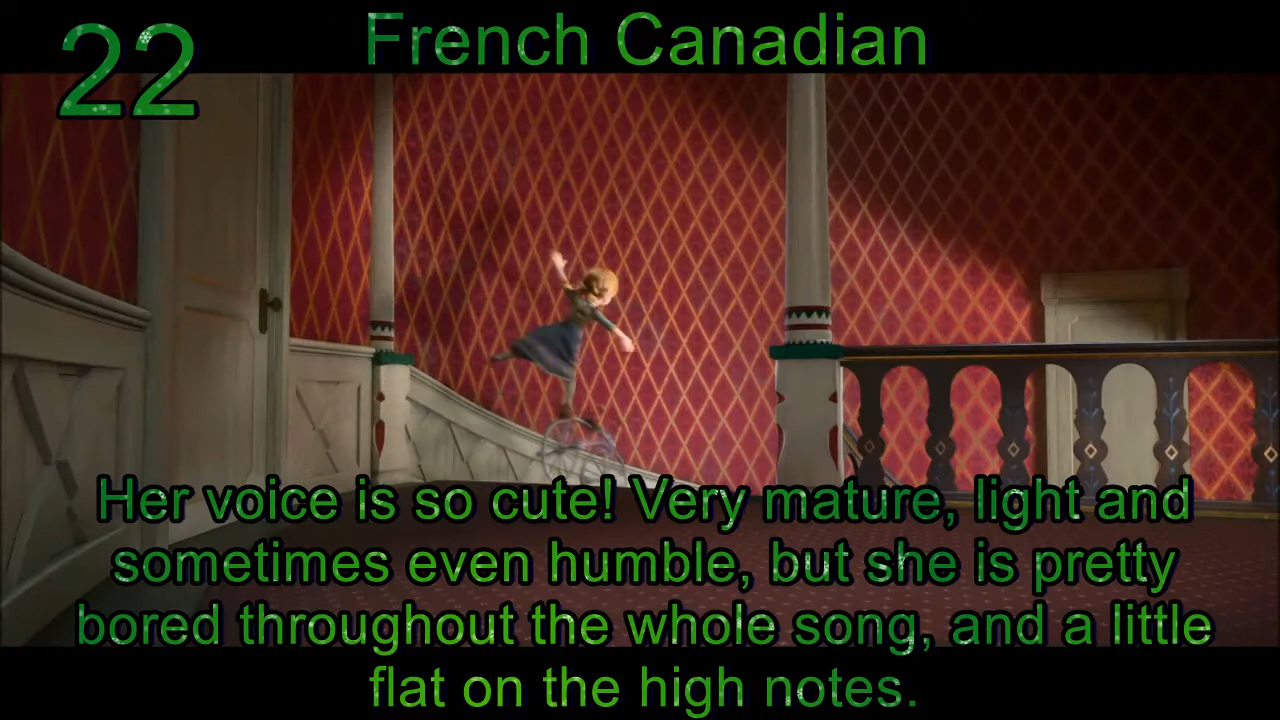 22
French Canadian
Her voice is so cute! Very mature, light and
sometimes even humble, but she is pretty
bored throughout the whole song, and a little
flat on the high notes.